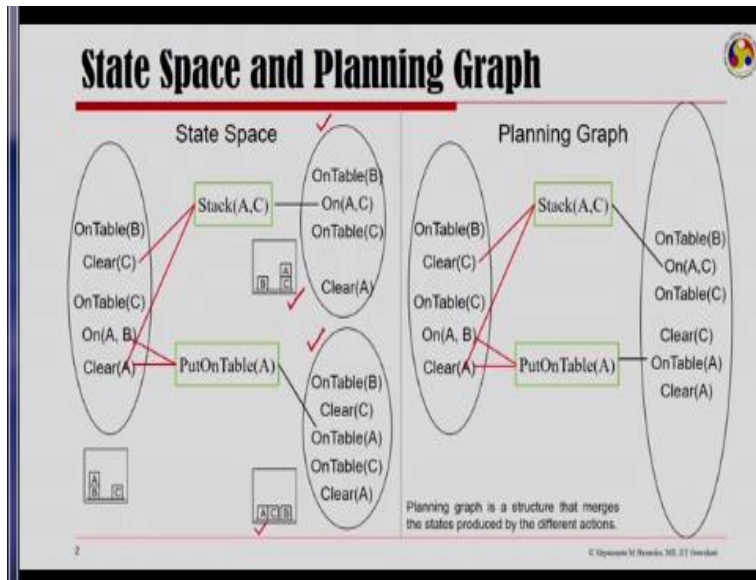 State Space and Planning Graph
State Space
OnTable(B)
Clear(C)
OnTable(C)
On(A, B)
Clear(A)
Stack(A,C)
PutOnTable(A)
OnTable(B)
On(A,C)
OnTable(C)
Clear(A)
A
B C
OnTable(B)
Clear(C)
OnTable(A)
OnTable(C)
Clear(A)
A
B C
A C B
Planning Graph
OnTable(B)
Clear(C)
OnTable(C)
On(A, B)
Clear(A)
Stack(A,C)
PutOnTable(A)
OnTable(B)
On(A,C)
OnTable(C)
Clear(C)
OnTable(A)
Clear(A)
Planning graph is a structure that merges
the states produced by the different actions.
2